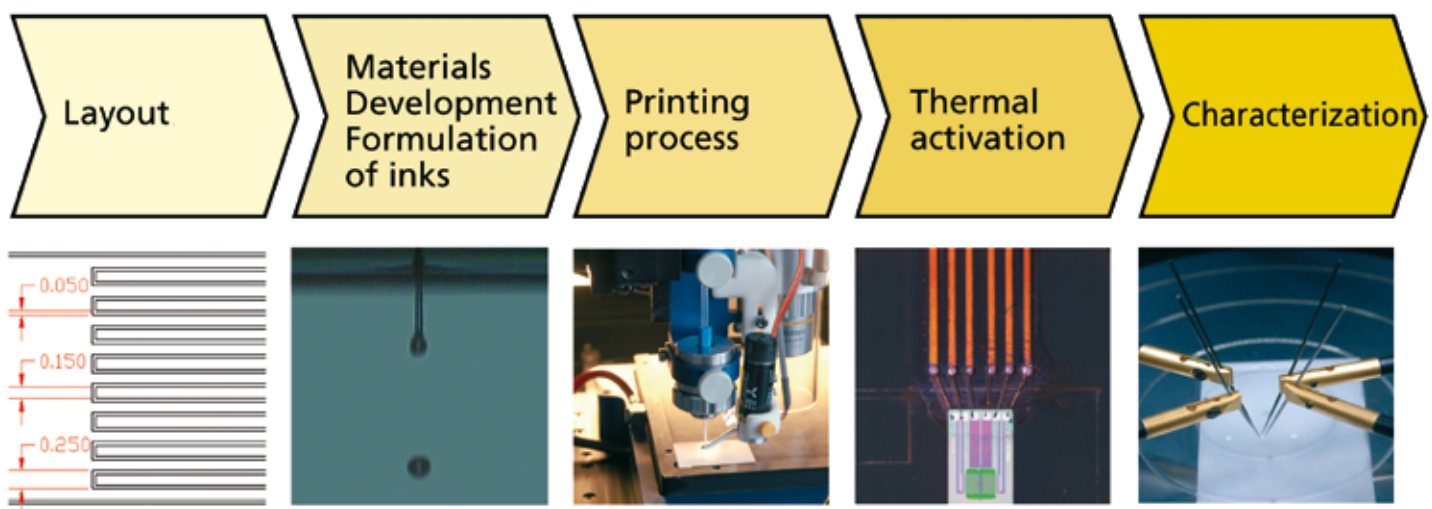 Layout
Materials
Development
Formulation
of inks
Printing
process
Thermal
activation
Characterization
0.050
0.150
0.250